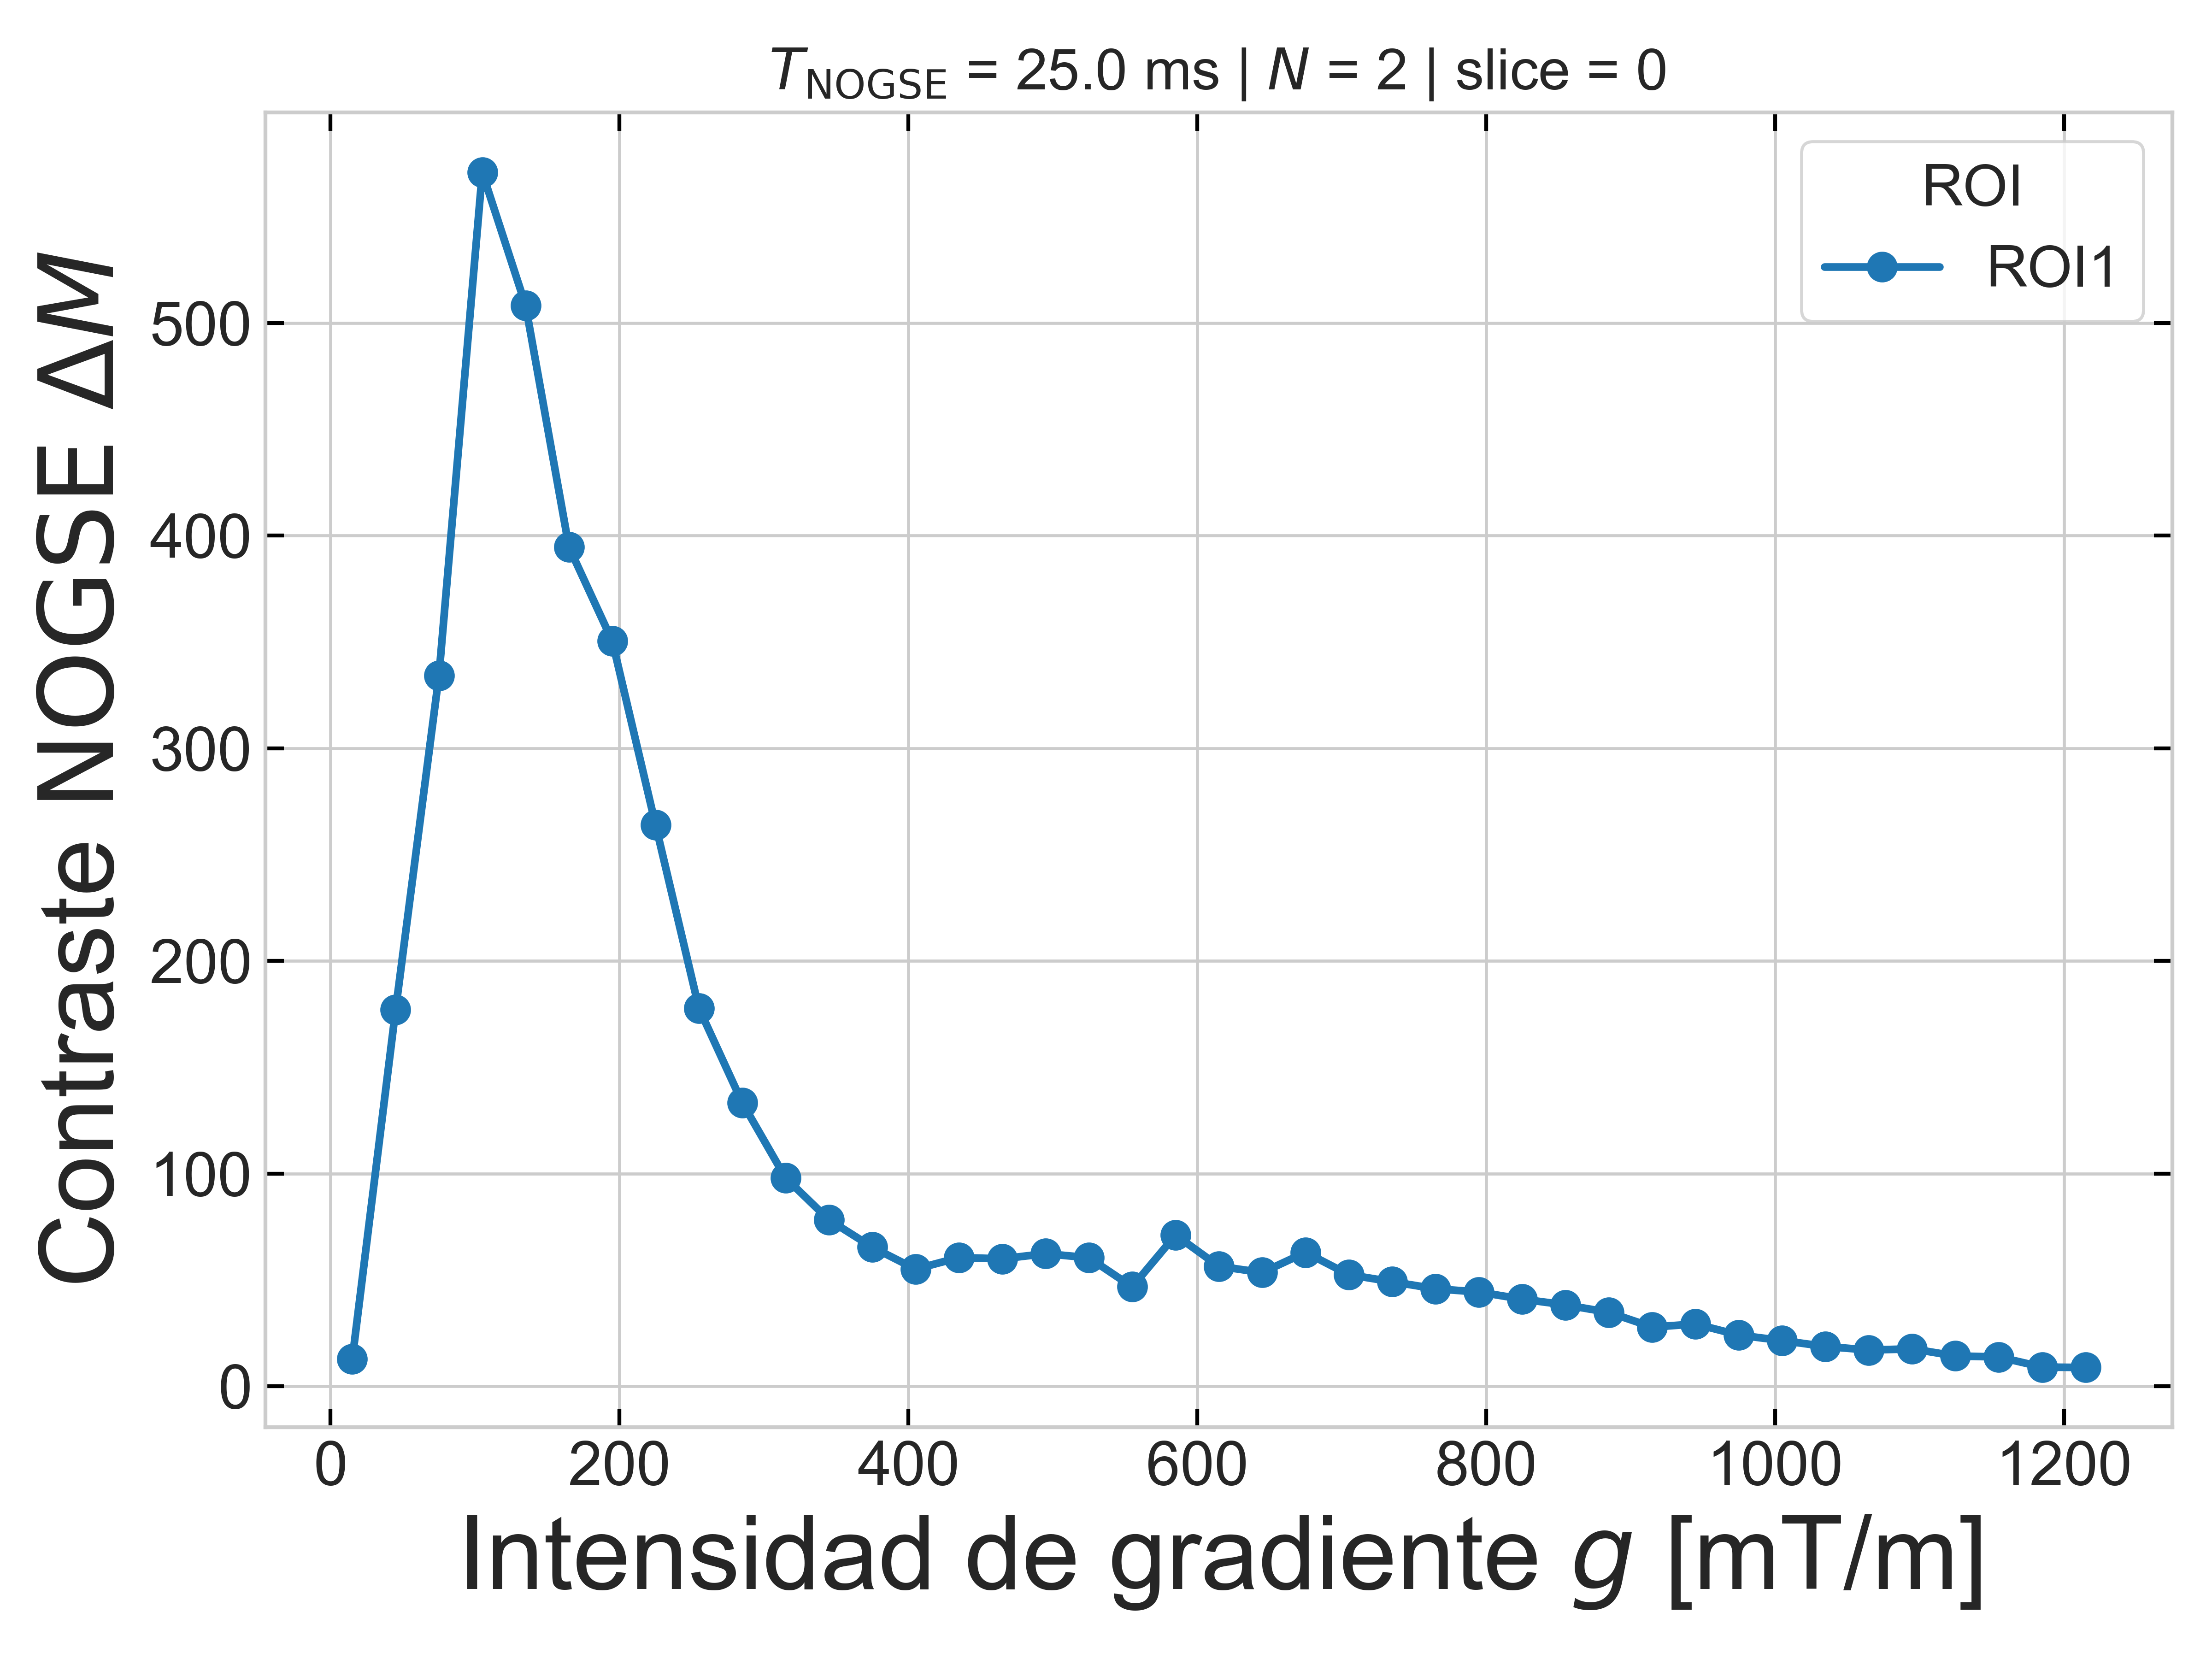 T_NOGSE = 25.0 ms | N = 2 | slice = 0
ROI
ROI1
Contraste NOGSE ΔM
500
400
300
200
100
0
0 200 400 600 800 1000 1200
Intensidad de gradiente g [mT/m]